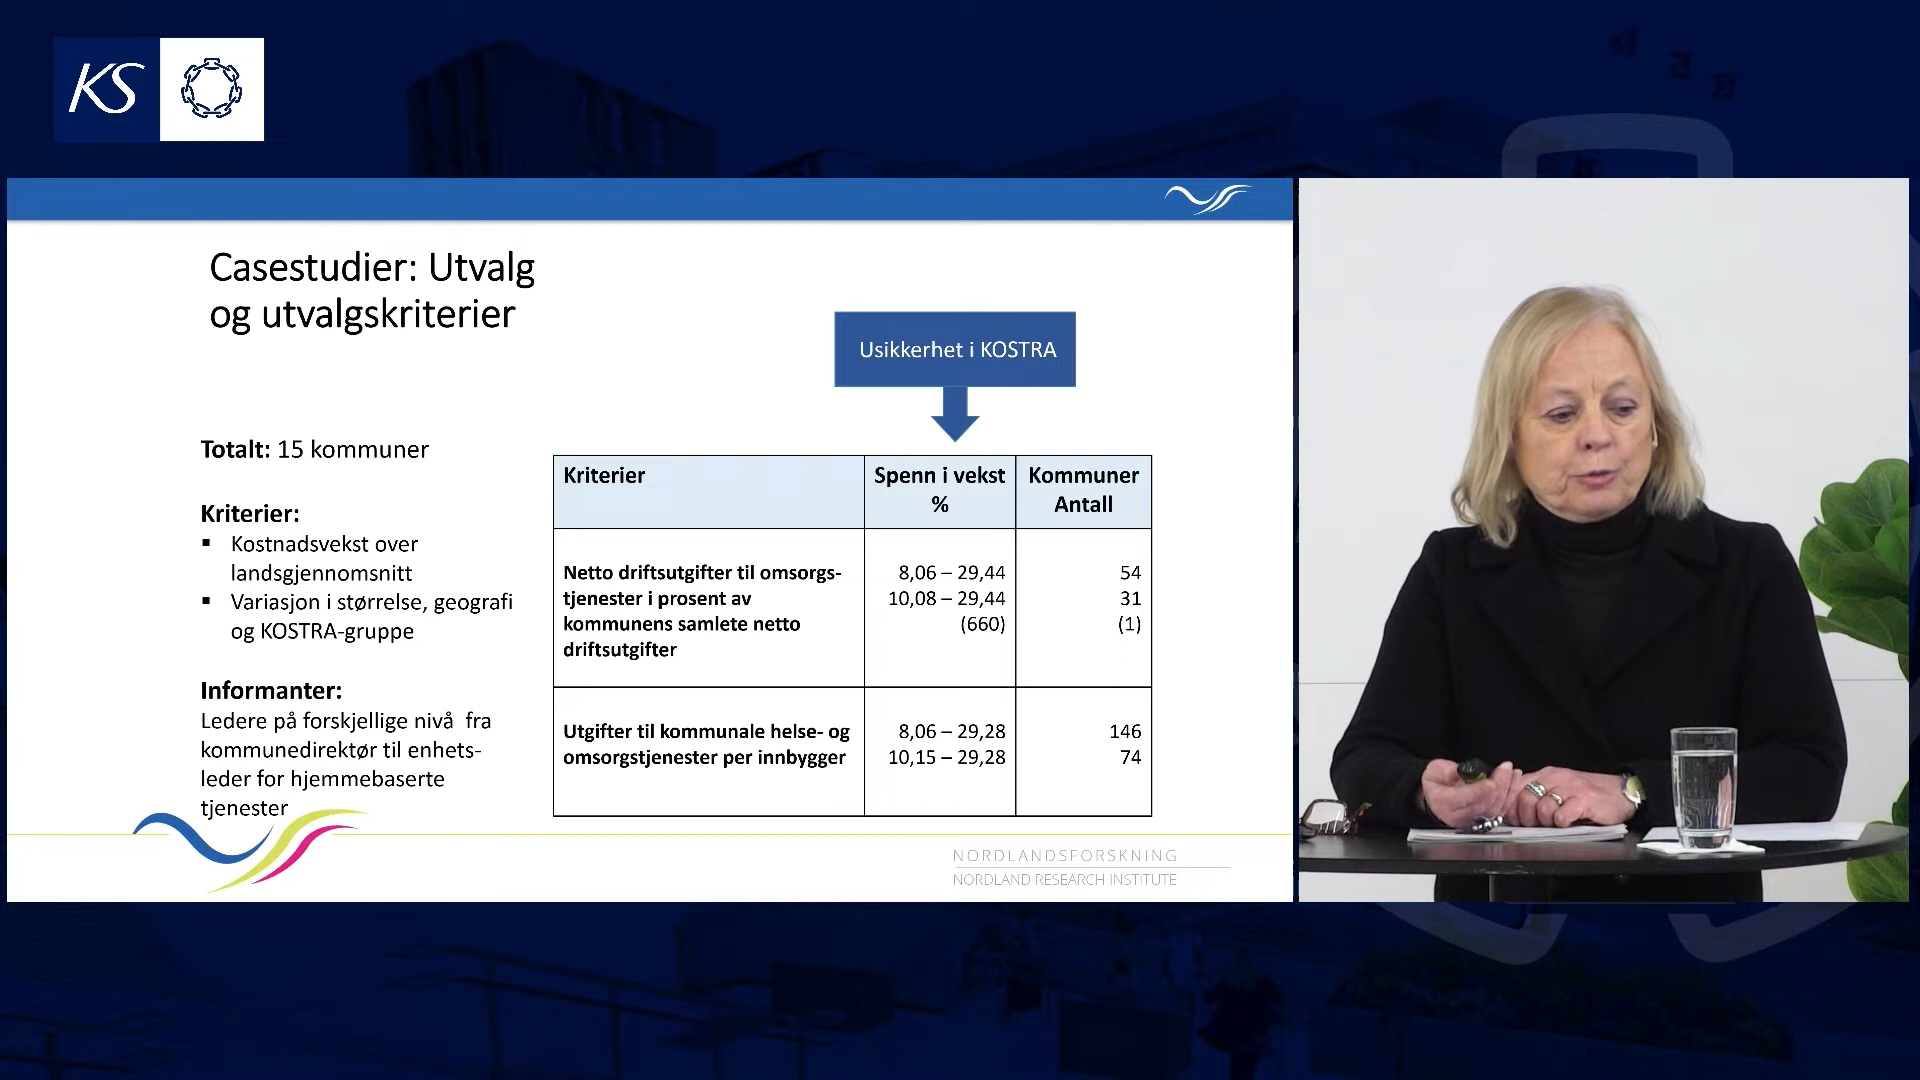 KS
Casestudier: Utvalg
og utvalgskriterier
Usikkerhet i KOSTRA
Totalt: 15 kommuner
Kriterier:
▪ Kostnadsvekst over
landsgjennomsnitt
▪ Variasjon i størrelse, geografi
og KOSTRA-gruppe
Informanter:
Ledere på forskjellige nivå  fra
kommunedirektør til enhets-
leder for hjemmebaserte
tjenester
Kriterier Spenn i vekst Kommuner
% Antall
Netto driftsutgifter til omsorgs- 8,06 – 29,44 54
tjenester i prosent av 10,08 – 29,44 31
kommunens samlete netto (660) (1)
driftsutgifter
Utgifter til kommunale helse- og 8,06 – 29,28 146
omsorgstjenester per innbygger 10,15 – 29,28 74
NORDLANDSFORSKNING
NORDLAND RESEARCH INSTITUTE